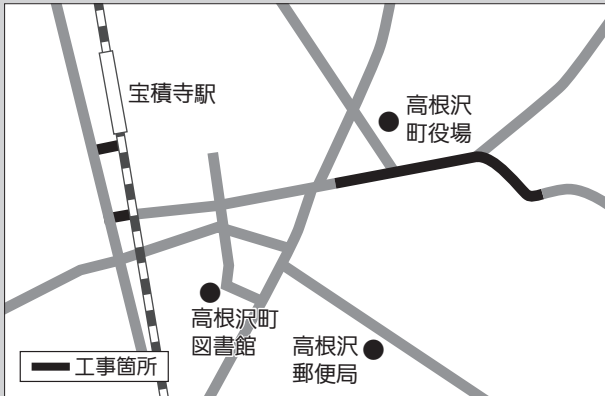 宝積寺駅
高根沢
町役場
高根沢町
図書館
高根沢
郵便局
工事箇所